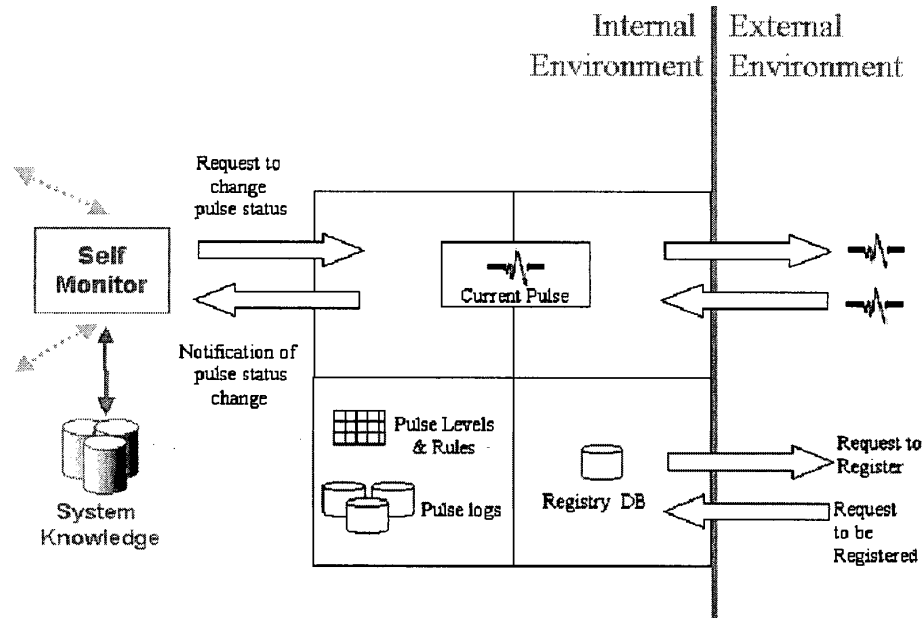 Internal
Environment
External
Environment
Request to
change
pulse status
Self
Monitor
Current Pulse
Notification of
pulse status
change
Pulse Levels
& Rules
Pulse logs
Registry DB
Request to
Register
Request
to be
Registered
System
Knowledge